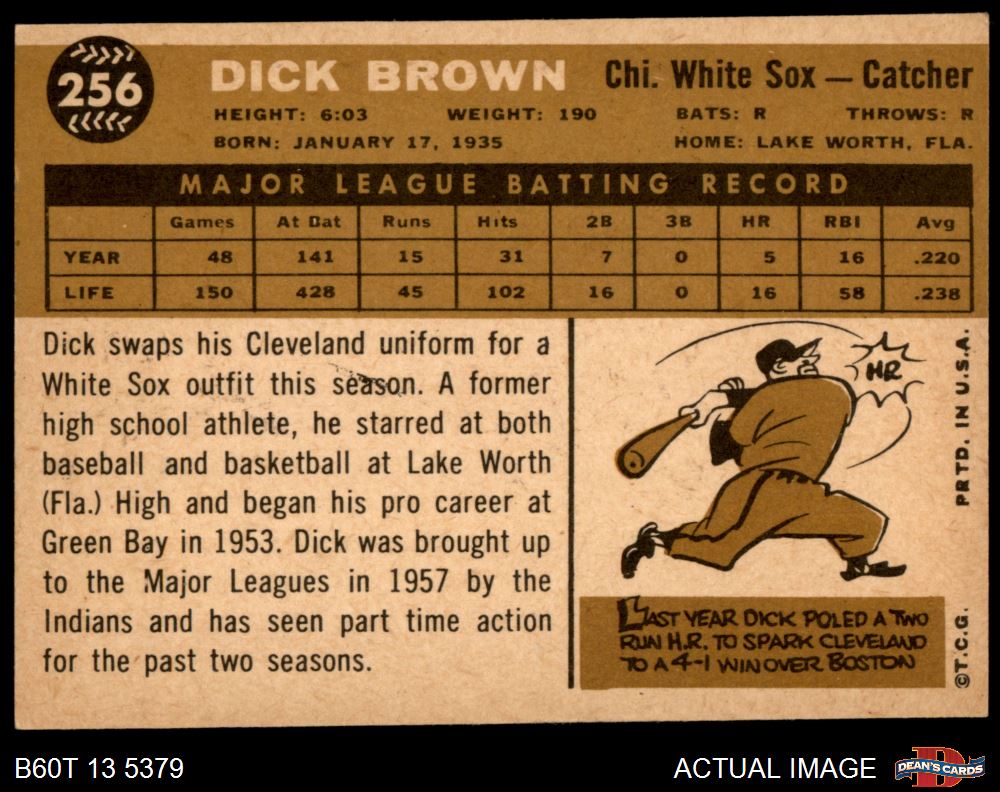 256
DICK BROWN Chi. White Sox — Catcher
HEIGHT: 6:03 WEIGHT: 190 BATS: R THROWS: R
BORN: JANUARY 17, 1935 HOME: LAKE WORTH, FLA.
MAJOR LEAGUE BATTING RECORD
Games At Bat Runs Hits 2B 3B HR RBI Avg
YEAR 48 141 15 31 7 0 5 16 .220
LIFE 150 428 45 102 16 0 16 58 .238
Dick swaps his Cleveland uniform for a
White Sox outfit this season. A former
high school athlete, he starred at both
baseball and basketball at Lake Worth
(Fla.) High and began his pro career at
Green Bay in 1953. Dick was brought up
to the Major Leagues in 1957 by the
Indians and has seen part time action
for the past two seasons.
HR
LAST YEAR DICK POLED A TWO
RUN H.R. TO SPARK CLEVELAND
TO A 4-1 WIN OVER BOSTON
©T.C.G. PRTD. IN U.S.A.
B60T 13 5379
ACTUAL IMAGE
DEAN'S CARDS